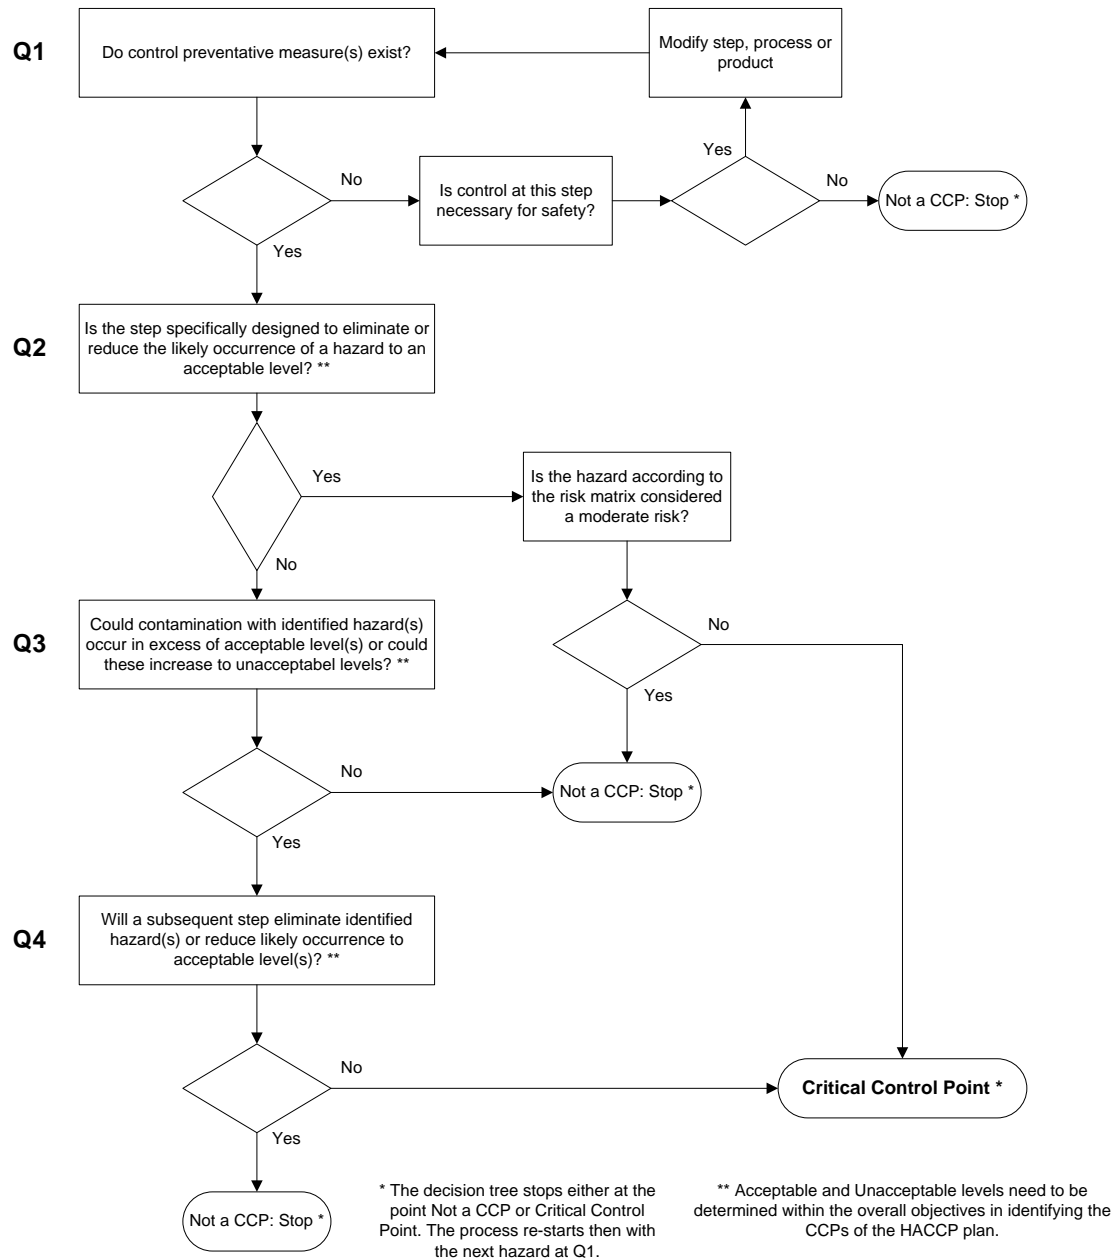 Q1
Do control preventative measure(s) exist?
Modify step, process or
product
Yes
No
Is control at this step
necessary for safety?
No
Not a CCP: Stop *
Yes
Q2
Is the step specifically designed to eliminate or
reduce the likely occurrence of a hazard to an
acceptable level? **
Yes
Is the hazard according to
the risk matrix considered
a moderate risk?
No
Q3
Could contamination with identified hazard(s)
occur in excess of acceptable level(s) or could
these increase to unacceptabel levels? **
No
Yes
No
Not a CCP: Stop *
Yes
Q4
Will a subsequent step eliminate identified
hazard(s) or reduce likely occurrence to
acceptable level(s)? **
No
Critical Control Point *
Yes
Not a CCP: Stop *
* The decision tree stops either at the
point Not a CCP or Critical Control
Point. The process re-starts then with
the next hazard at Q1.
** Acceptable and Unacceptable levels need to be
determined within the overall objectives in identifying the
CCPs of the HACCP plan.